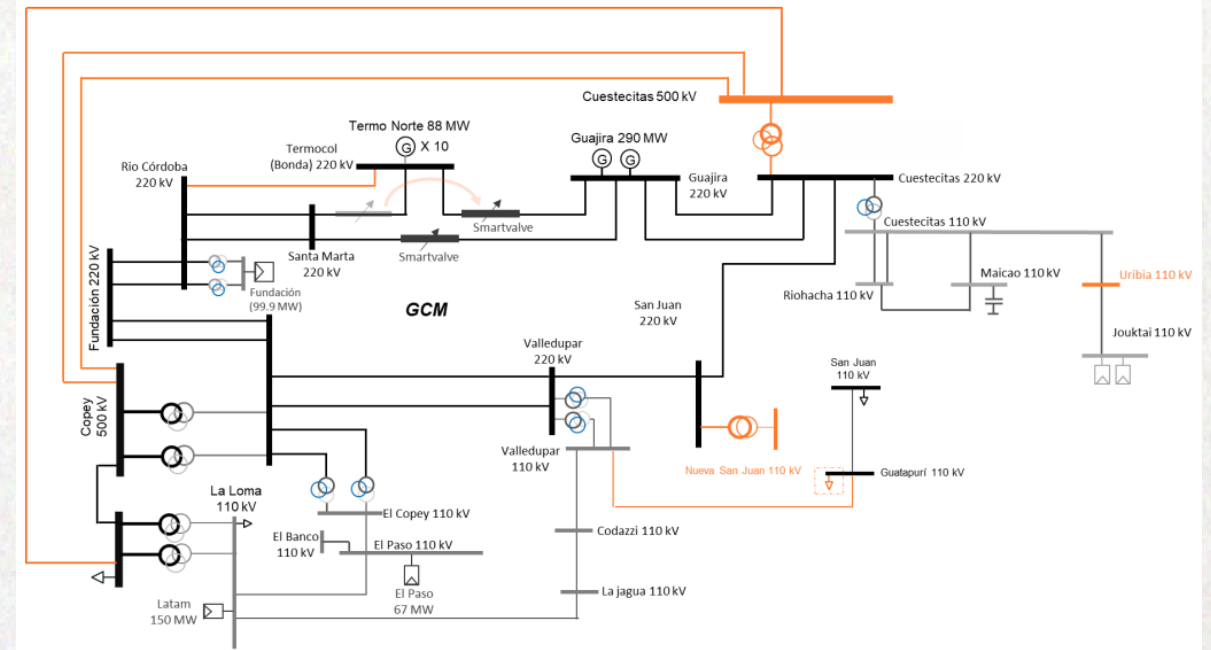 Cuestecitas 500 kV
Termo Norte 88 MW
G
X 10
Guajira 290 MW
G
G
Termocol
(Bonda) 220 kV
Rio Córdoba
220 kV
Guajira
220 kV
Cuestecitas 220 kV
Cuestecitas 110 kV
Smartvalve
Santa Marta
220 kV
Smartvalve
Fundación 220 kV
Fundación
(99.9 MW)
GCM
Riohacha 110 kV
Maicao 110 kV
Uribia 110 kV
San Juan
220 kV
Jouktai 110 kV
Valledupar
220 kV
San Juan
110 kV
Copey
500 kV
Valledupar
110 kV
Nueva San Juan 110 kV
Guatapurí 110 kV
La Loma
110 kV
El Copey 110 kV
El Banco
110 kV
El Paso 110 kV
Codazzi 110 kV
El Paso
67 MW
La jagua 110 kV
Latam
150 MW